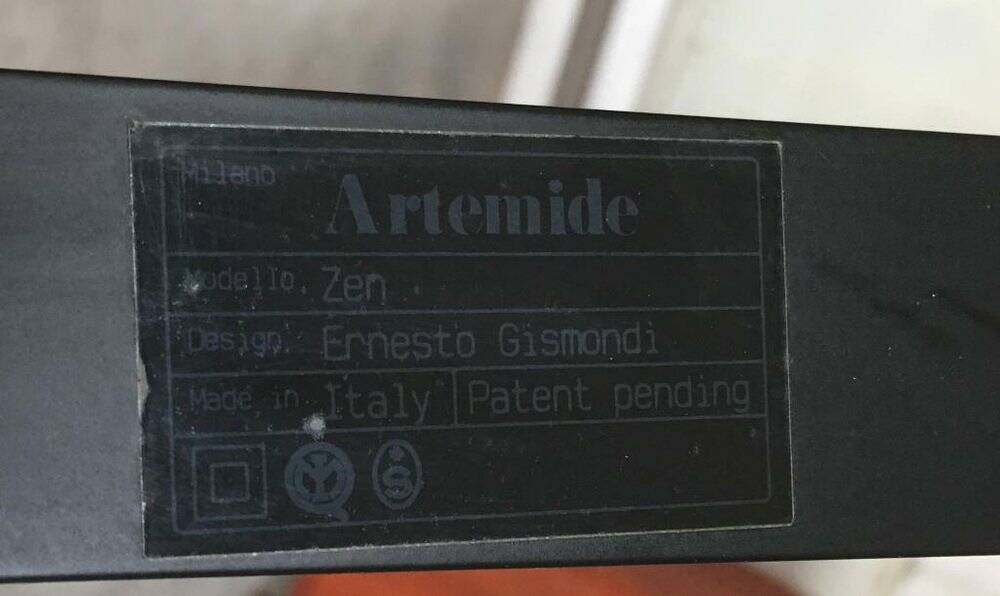 Milano
Artemide
Modello. Zen
Design. Ernesto Gismondi
Made in Italy Patent pending